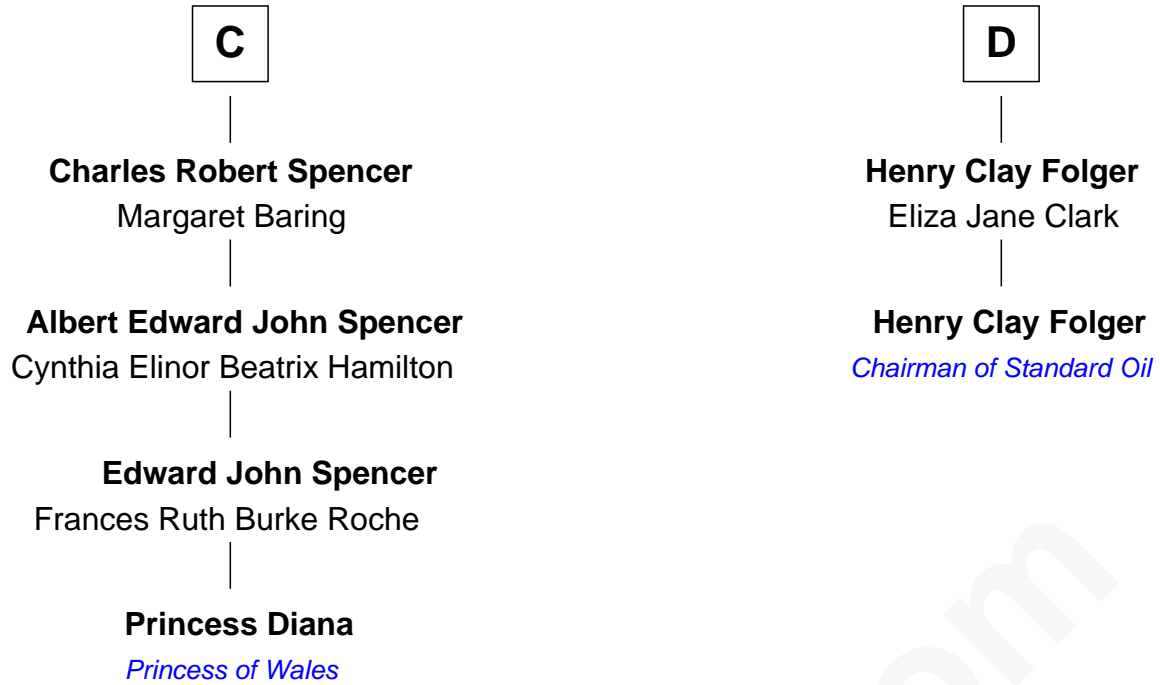 C
Charles Robert Spencer
Margaret Baring
Albert Edward John Spencer
Cynthia Elinor Beatrix Hamilton
Edward John Spencer
Frances Ruth Burke Roche
Princess Diana
Princess of Wales
D
Henry Clay Folger
Eliza Jane Clark
Henry Clay Folger
Chairman of Standard Oil
om